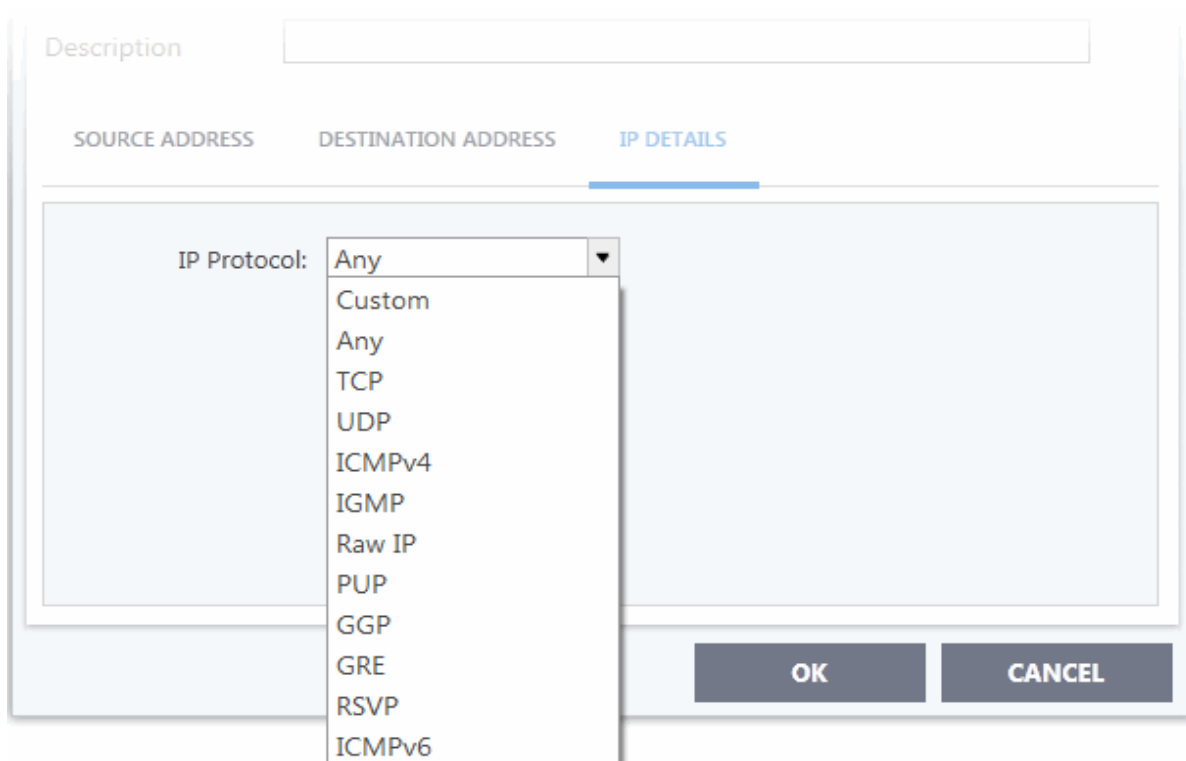 Description
SOURCE ADDRESS DESTINATION ADDRESS IP DETAILS
IP Protocol: Any
Custom
Any
TCP
UDP
ICMPv4
IGMP
Raw IP
PUP
GGP
GRE
RSVP
ICMPv6
OK CANCEL